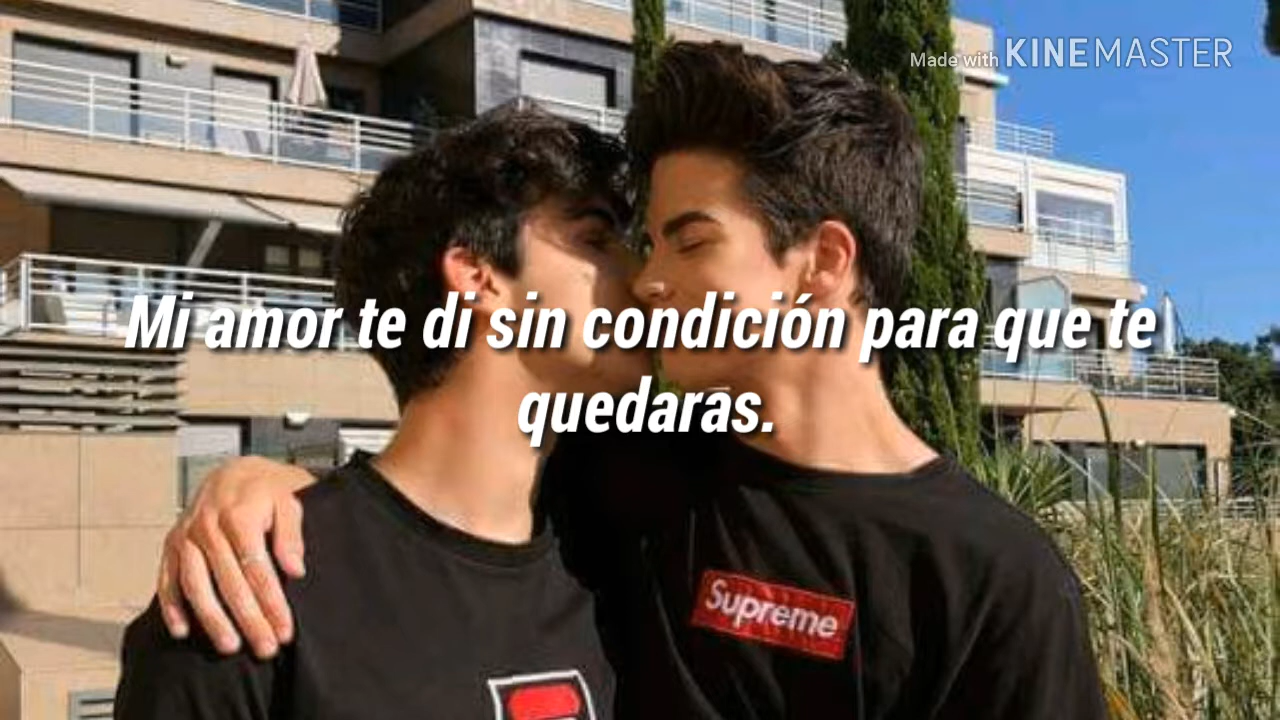 Made with KINEMASTER
Mi amor te di sin condición para que te
quedaras.
Supreme